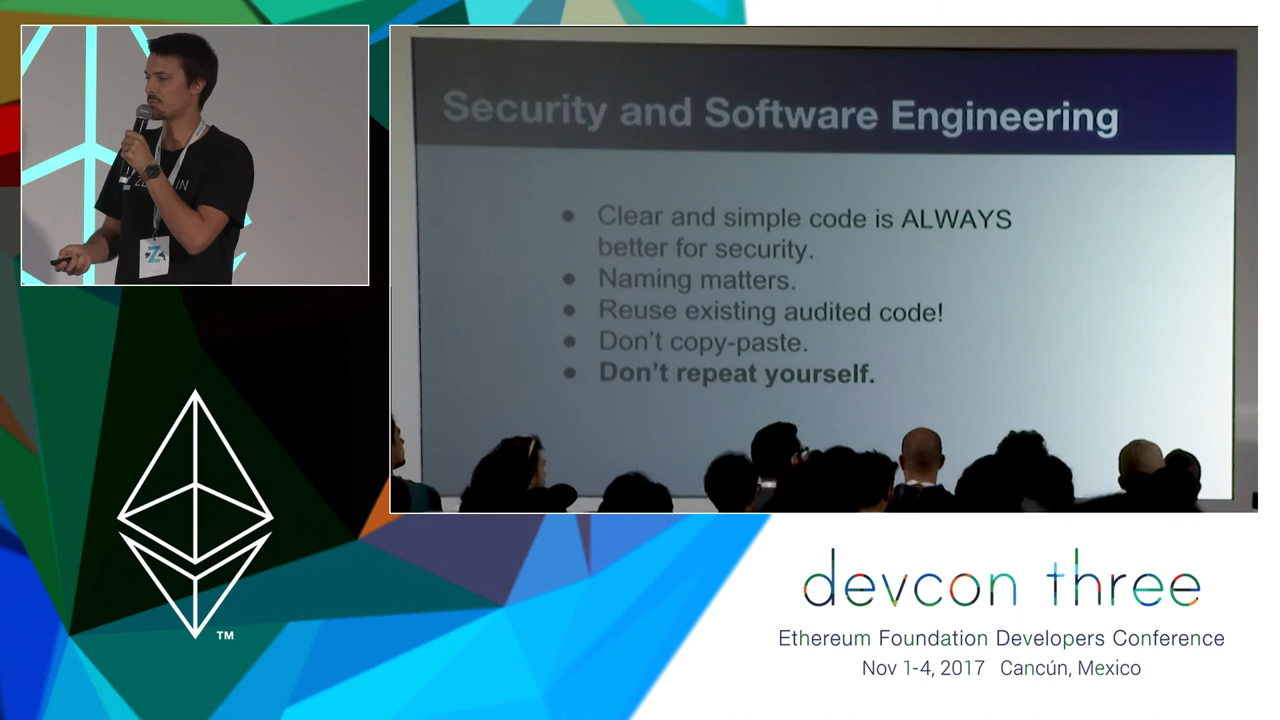 Security and Software Engineering
● Clear and simple code is ALWAYS
better for security.
● Naming matters.
● Reuse existing audited code!
● Don't copy-paste.
● Don't repeat yourself.
TM
devcon three
Ethereum Foundation Developers Conference
Nov 1-4, 2017 Cancún, Mexico